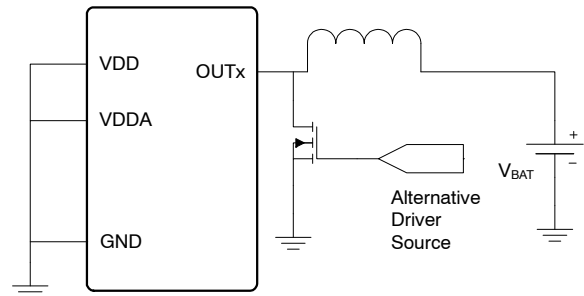 VDD
OUTx
VDDA
GND
+
−
VBAT
Alternative
Driver
Source